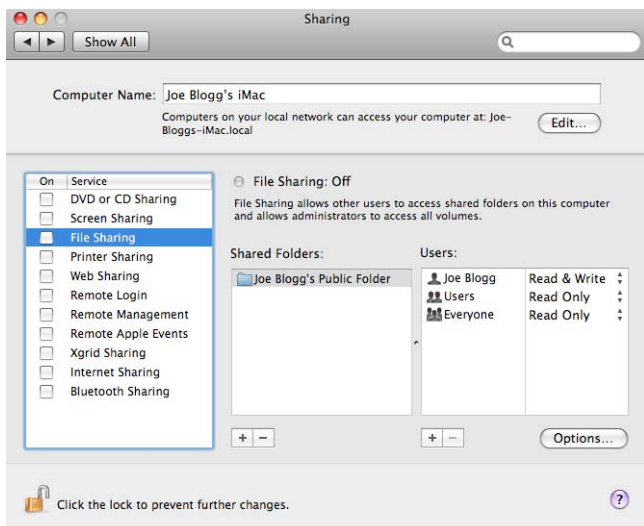 Sharing
Show All
Computer Name: Joe Blogg's iMac
Computers on your local network can access your computer at: Joe-
Bloggs-iMac.local
Edit...
On Service
DVD or CD Sharing
Screen Sharing
File Sharing
Printer Sharing
Web Sharing
Remote Login
Remote Management
Remote Apple Events
Xgrid Sharing
Internet Sharing
Bluetooth Sharing
File Sharing: Off
File Sharing allows other users to access shared folders on this computer
and allows administrators to access all volumes.
Shared Folders:
Joe Blogg's Public Folder
Users:
Joe Blogg Read & Write
Users Read Only
Everyone Read Only
+ −
+ −
Options...
Click the lock to prevent further changes.
?